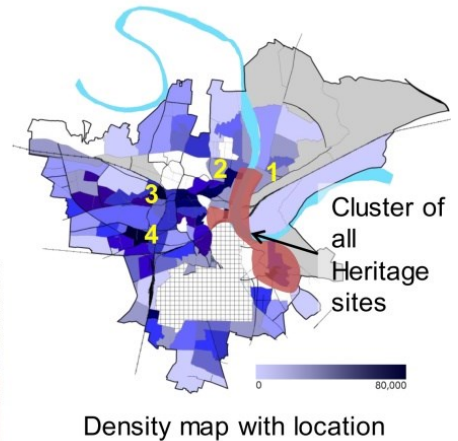 2
1
3
4
Cluster of
all
Heritage
sites
0
80,000
Density map with location